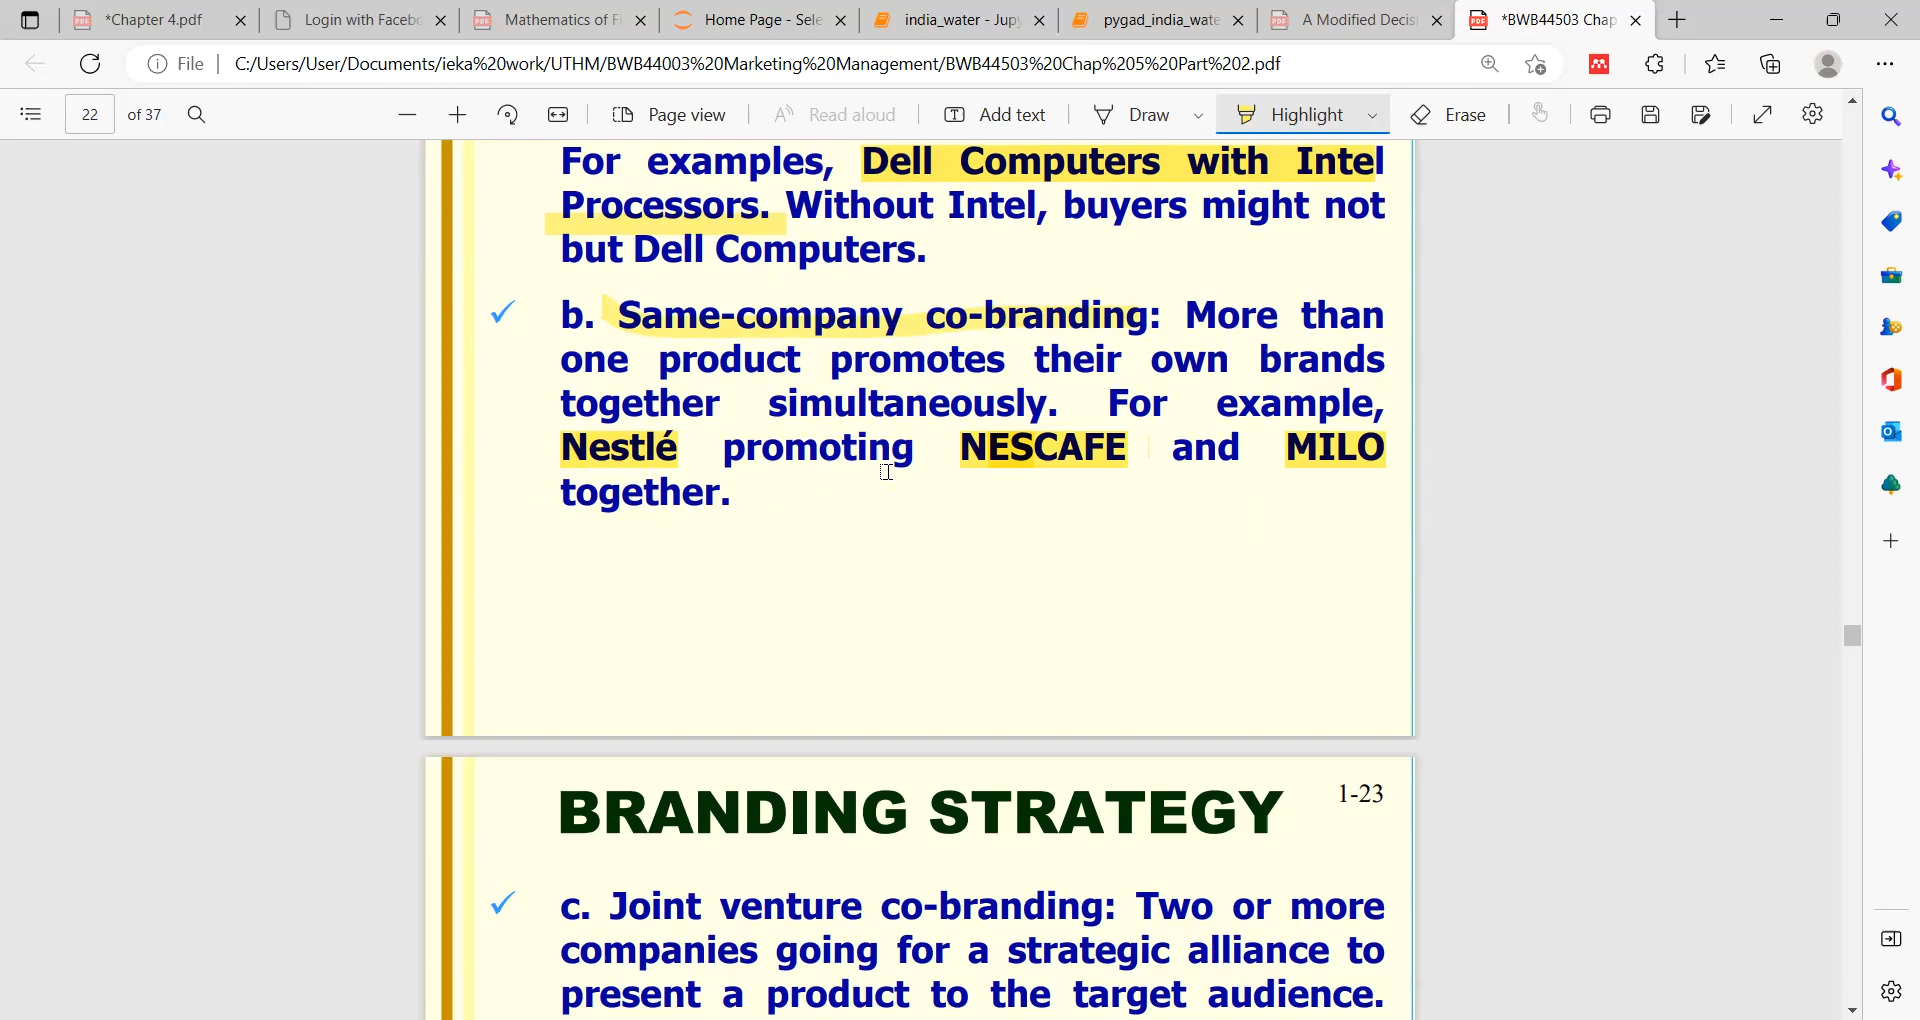 *Chapter 4.pdf
Login with Facebo
Mathematics of Fi
Home Page - Sele
india_water - Jupy
pygad_india_wate
A Modified Decis
*BWB44503 Chap
File
C:/Users/User/Documents/ieka%20work/UTHM/BWB44003%20Marketing%20Management/BWB44503%20Chap%205%20Part%202.pdf
22 of 37
Page view
Read aloud
Add text
Draw
Highlight
Erase
For examples, Dell Computers with Intel
Processors. Without Intel, buyers might not
but Dell Computers.
b. Same-company co-branding: More than
one product promotes their own brands
together simultaneously. For example,
Nestlé promoting NESCAFE and MILO
together.
BRANDING STRATEGY
1-23
c. Joint venture co-branding: Two or more
companies going for a strategic alliance to
present a product to the target audience.